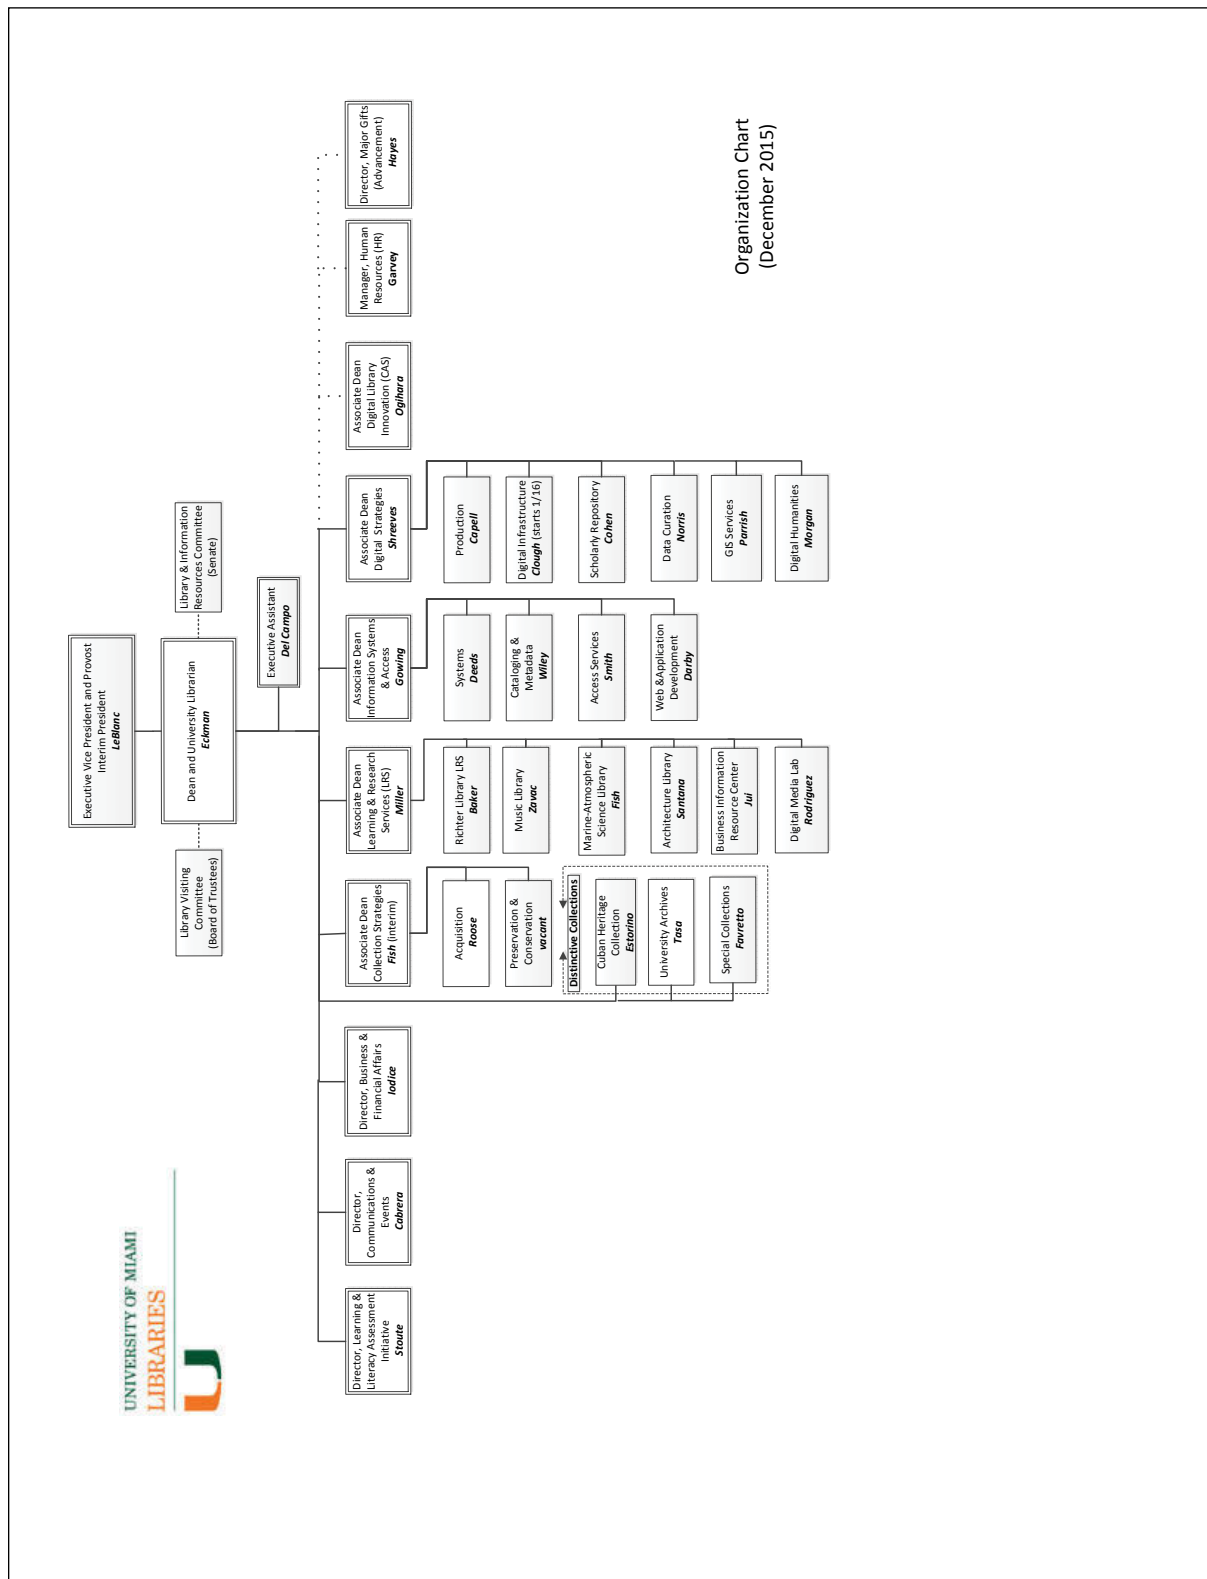 UNIVERSITY OF MIAMI
LIBRARIES
Executive Vice President and Provost
Interim President
LeBlanc
Library Visiting
Committee
(Board of Trustees)
Dean and University Librarian
Eckman
Library & Information
Resources Committee
(Senate)
Executive Assistant
Del Campo
Director, Learning &
Literacy Assessment
Initiative
Stoute
Director,
Communications &
Events
Cabrera
Director, Business &
Financial Affairs
Iodice
Associate Dean
Collection Strategies
Fish (interim)
Acquisition
Roose
Preservation &
Conservation
vacant
Distinctive Collections
Cuban Heritage
Collection
Estorino
University Archives
Tasa
Special Collections
Favretto
Associate Dean
Learning & Research
Services (LRS)
Miller
Richter Library LRS
Baker
Music Library
Zavac
Marine-Atmospheric
Science Library
Fish
Architecture Library
Santana
Business Information
Resource Center
Jui
Digital Media Lab
Rodriguez
Associate Dean
Information Systems
& Access
Gowing
Systems
Deeds
Cataloging &
Metadata
Wiley
Access Services
Smith
Web &Application
Development
Darby
Associate Dean
Digital Strategies
Shreeves
Production
Capell
Digital Infrastructure
Clough (starts 1/16)
Scholarly Repository
Cohen
Data Curation
Norris
GIS Services
Parrish
Digital Humanities
Morgan
Associate Dean
Digital Library
Innovation (CAS)
Ogihara
Manager, Human
Resources (HR)
Garvey
Director, Major Gifts
(Advancement)
Hayes
Organization Chart
(December 2015)